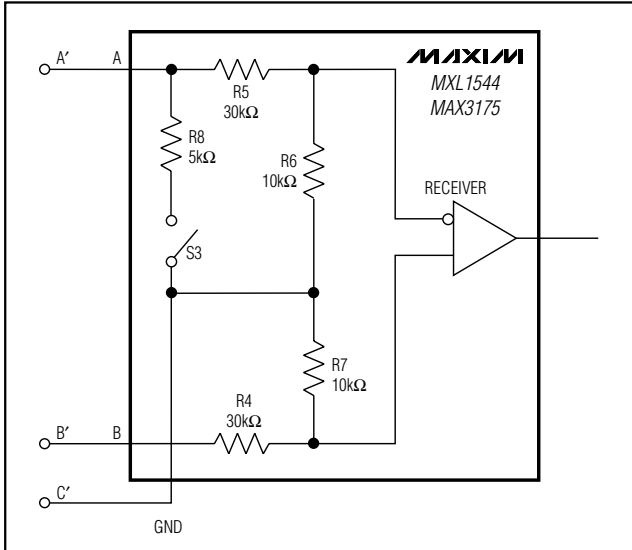 A′
A
MAXIM
MXL1544
MAX3175
R5
30kΩ
R8
5kΩ
R6
10kΩ
RECEIVER
S3
R7
10kΩ
R4
30kΩ
B′
B
C′
GND